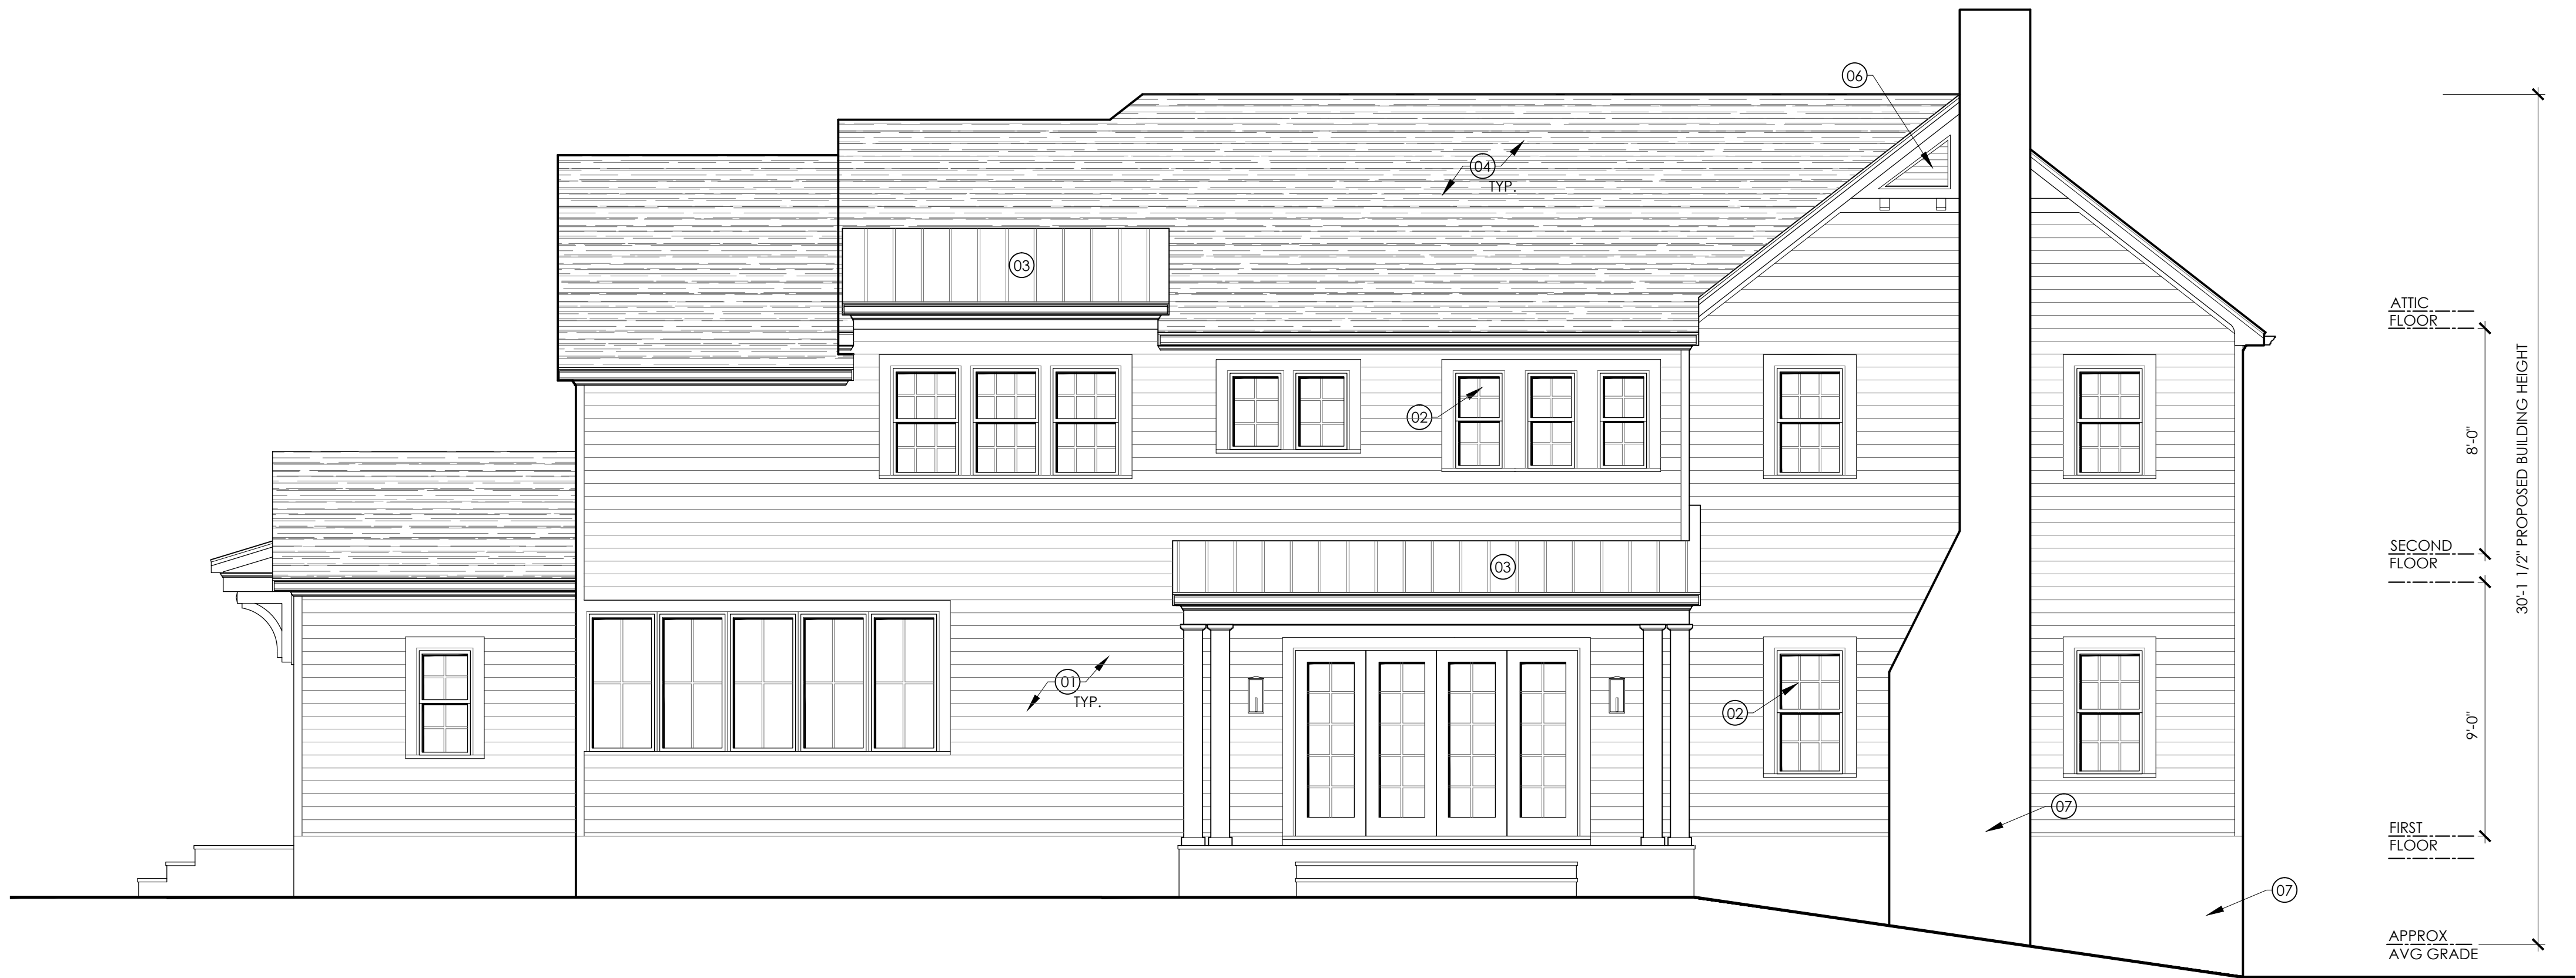 06
04
TYP.
03
ATTIC
FLOOR
02
8'-0"
30'-1 1/2" PROPOSED BUILDING HEIGHT
SECOND
FLOOR
03
01
TYP.
02
9'-0"
07
FIRST
FLOOR
07
APPROX
AVG GRADE